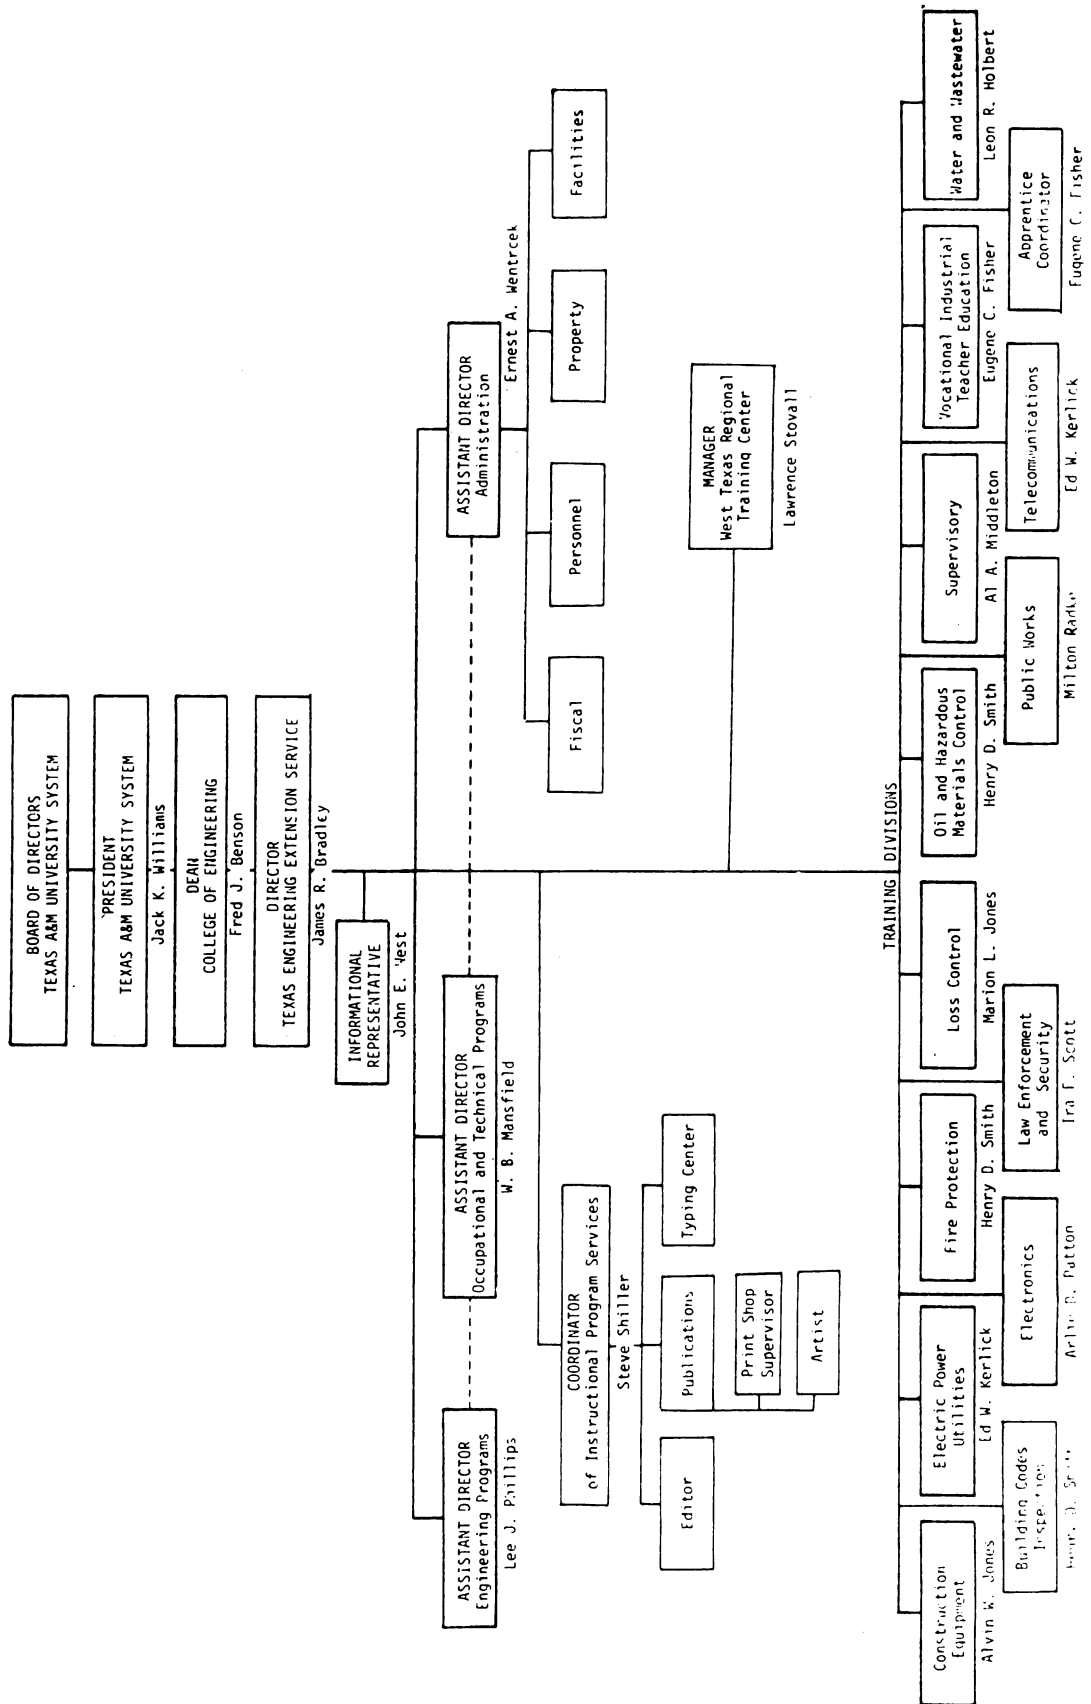 BOARD OF DIRECTORS
TEXAS A&M UNIVERSITY SYSTEM
PRESIDENT
TEXAS A&M UNIVERSITY SYSTEM
Jack K. Williams
DEAN
COLLEGE OF ENGINEERING
Fred J. Benson
DIRECTOR
TEXAS ENGINEERING EXTENSION SERVICE
James R. Bradley
INFORMATIONAL
REPRESENTATIVE
John E. West
ASSISTANT DIRECTOR
Engineering Programs
Lee J. Phillips
ASSISTANT DIRECTOR
Occupational and Technical Programs
W. B. Mansfield
ASSISTANT DIRECTOR
Administration
Ernest A. Wentrcek
Fiscal
Personnel
Property
Facilities
COORDINATOR
of Instructional Program Services
Steve Shiller
Editor
Publications
Typing Center
Print Shop
Supervisor
Artist
MANAGER
West Texas Regional
Training Center
Lawrence Stovall
TRAINING DIVISIONS
Construction
Equipment
Alvin W. Jones
Electric Power
Utilities
Ed W. Kerlick
Fire Protection
Henry D. Smith
Loss Control
Marion L. Jones
Oil and Hazardous
Materials Control
Henry D. Smith
Supervisory
Al A. Middleton
Vocational Industrial
Teacher Education
Eugene C. Fisher
Water and Wastewater
Leon R. Holbert
Building Codes
Inspection
Electronics
Patton
Law Enforcement
and Security
Ira E. Scott
Public Works
Milton Radke
Telecommunications
Ed W. Kerlick
Apprentice
Coordinator
Eugene C. Fisher